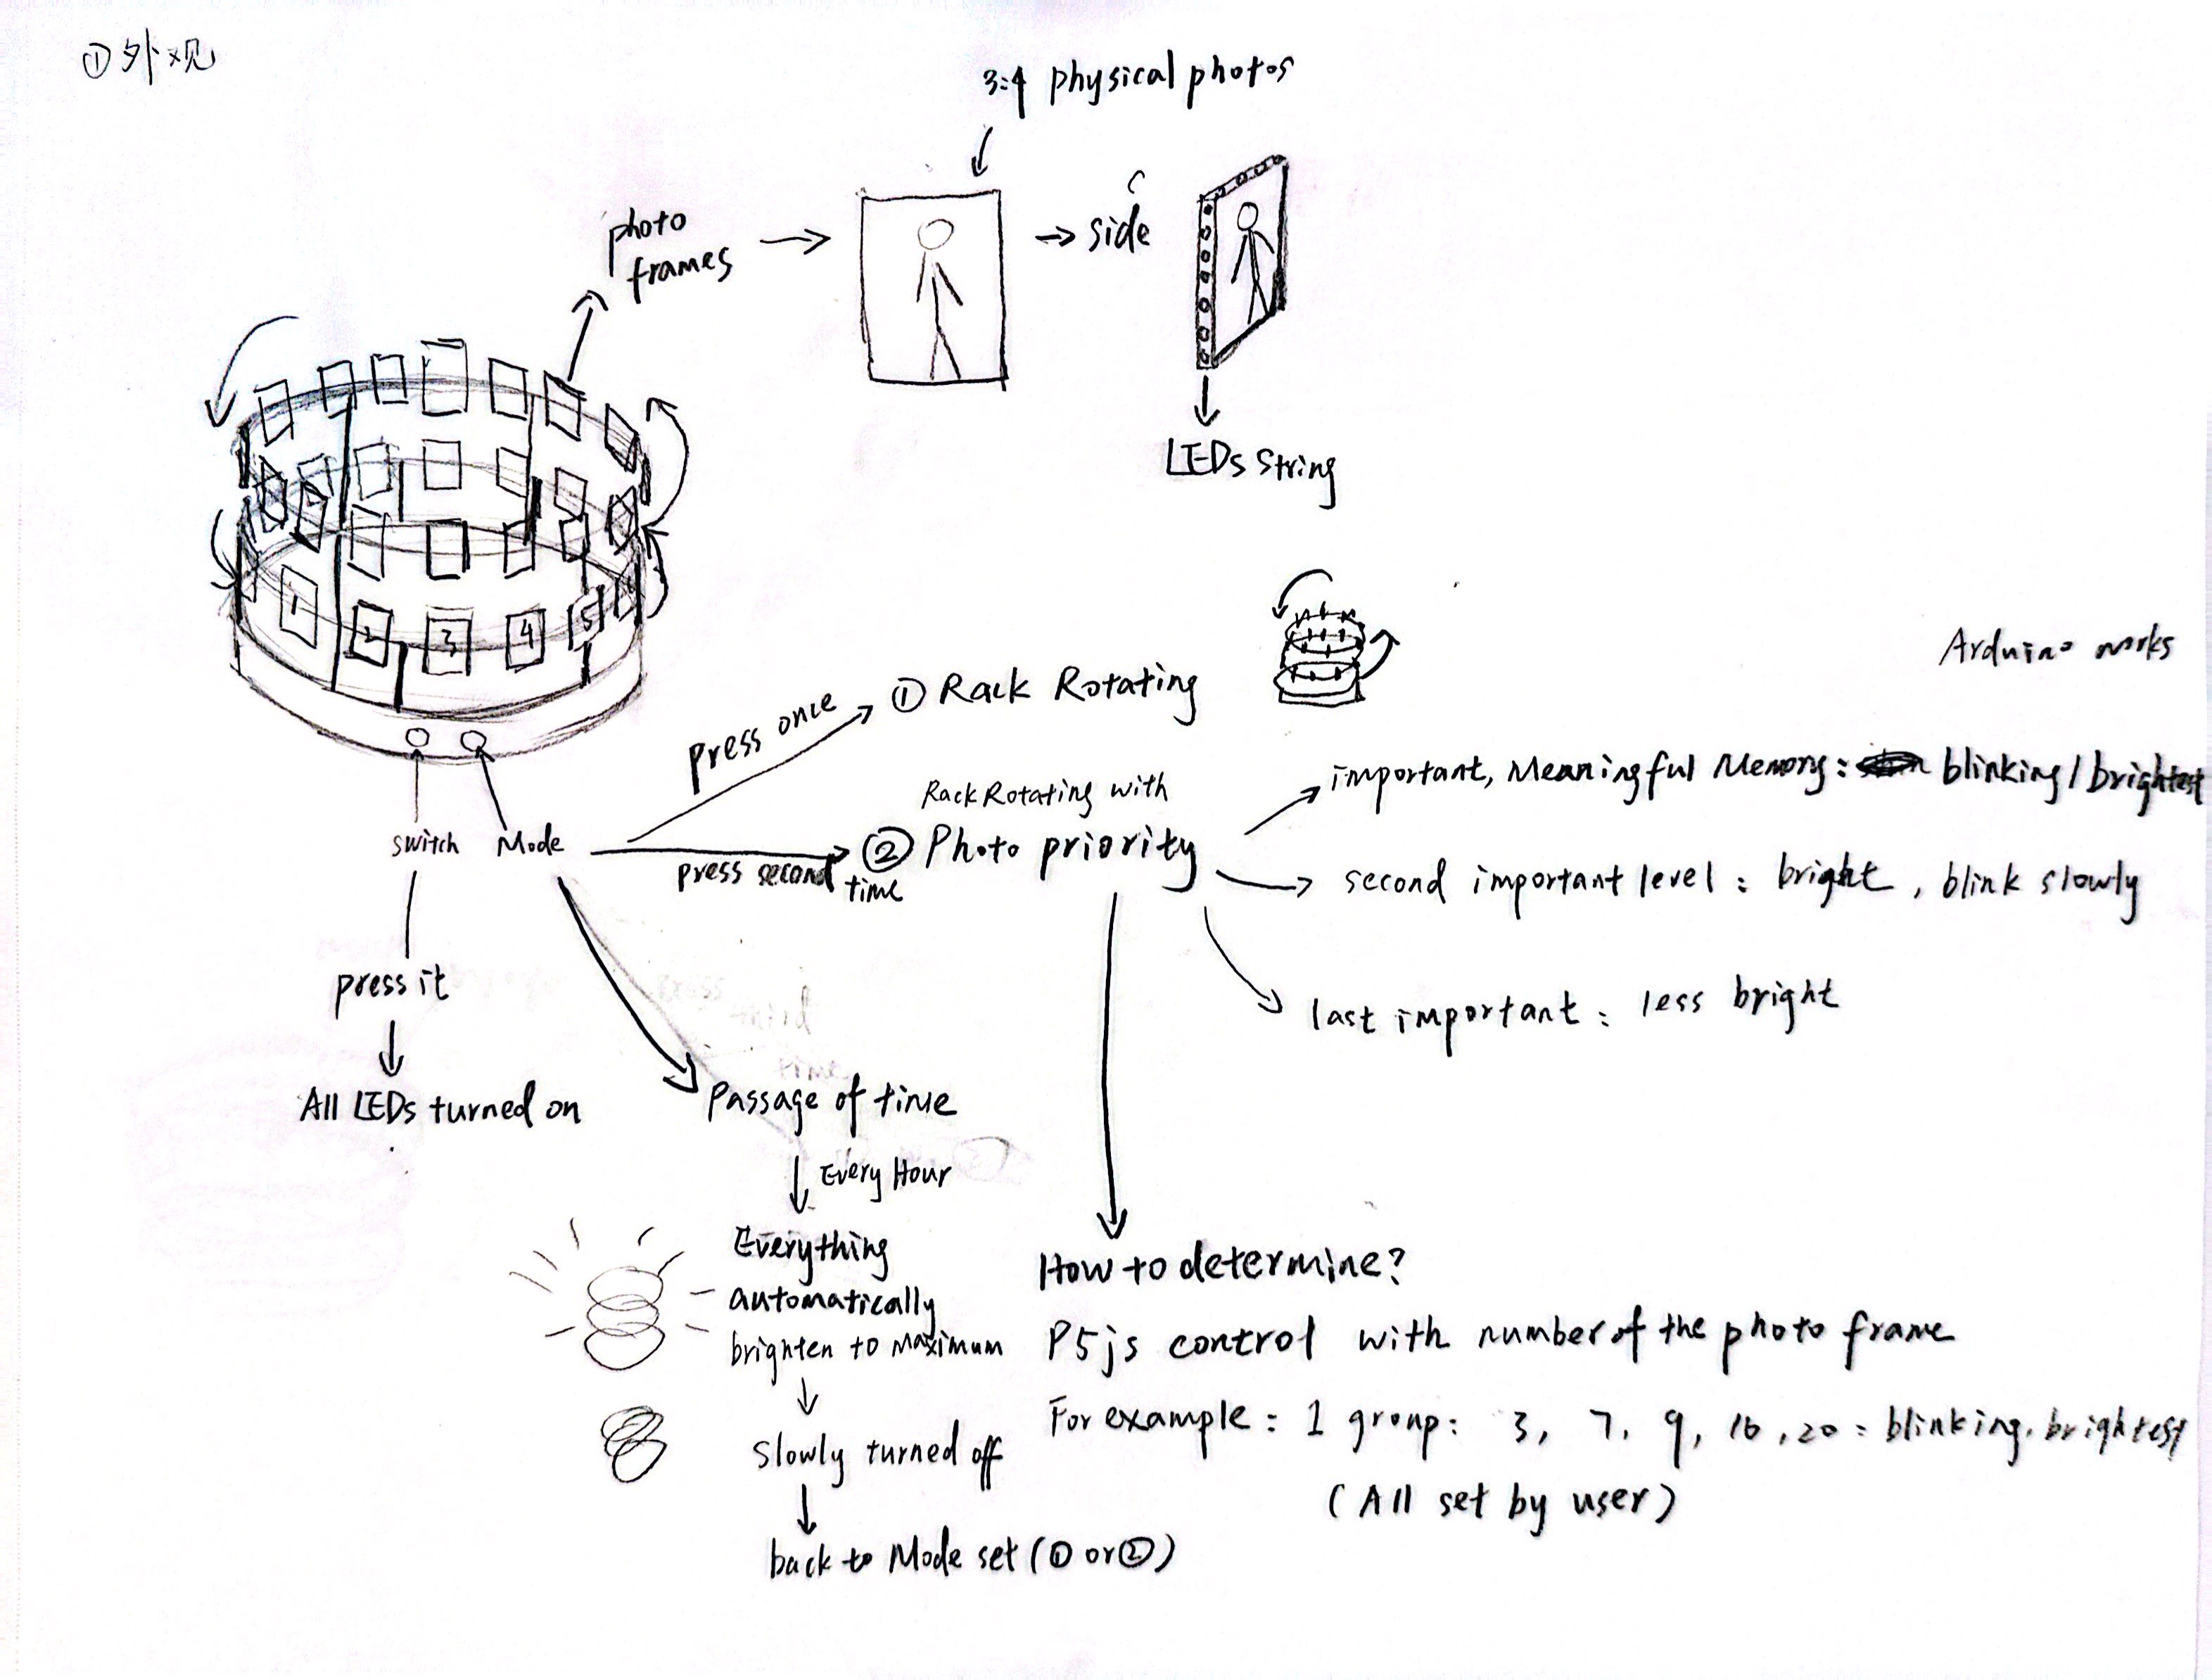 ①外观
3:4 physical photos
photo
frames
side
LEDs string
1 2 3 4 5
Arduino works
press once
① Rack Rotating
important, Meaningful Memory: blinking/brightest
Rack Rotating with
② Photo priority
switch
Mode
press second
time
second important level: bright, blink slowly
press it
last important: less bright
All LEDs turned on
Passage of time
Every Hour
Everything
automatically
brighten to maximum
slowly turned off
back to Mode set (① or ②)
How to determine?
P5js control with number of the photo frame
For example: 1 group: 3, 7, 9, 10, 20: blinking, brightest
(All set by user)